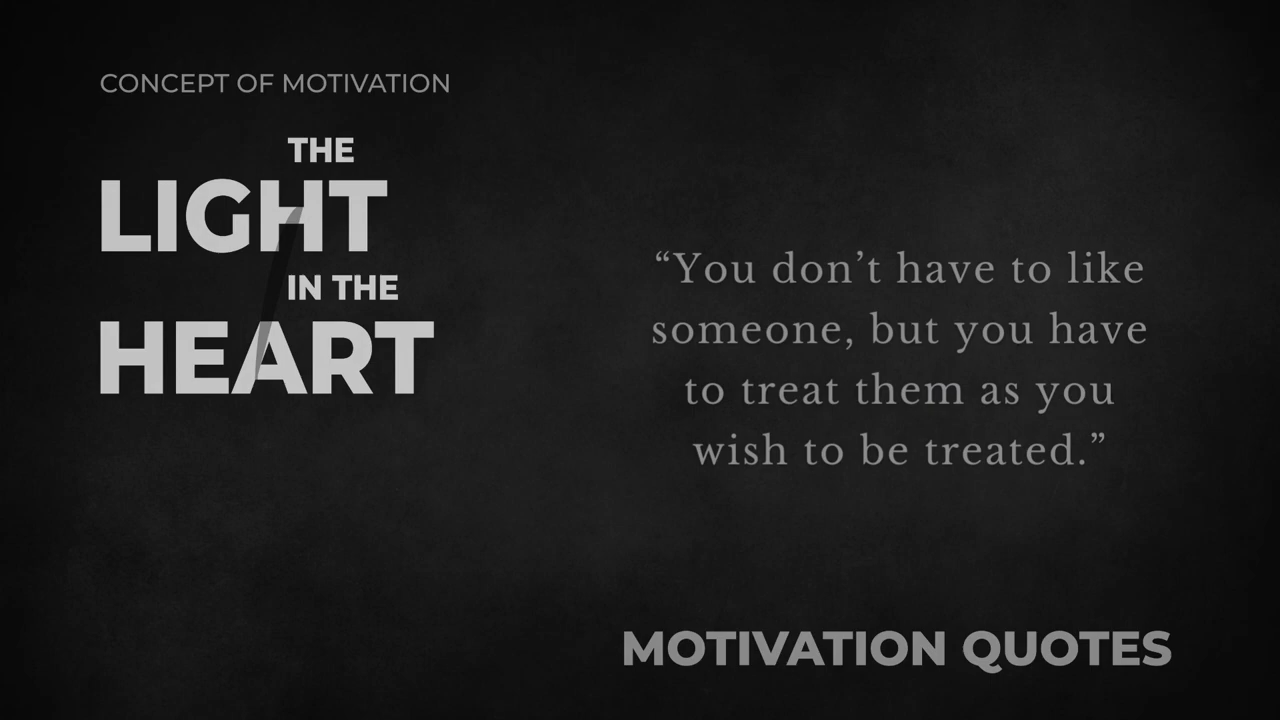 CONCEPT OF MOTIVATION
THE
LIGHT
IN THE
HEART
“You don’t have to like
someone, but you have
to treat them as you
wish to be treated.”
MOTIVATION QUOTES